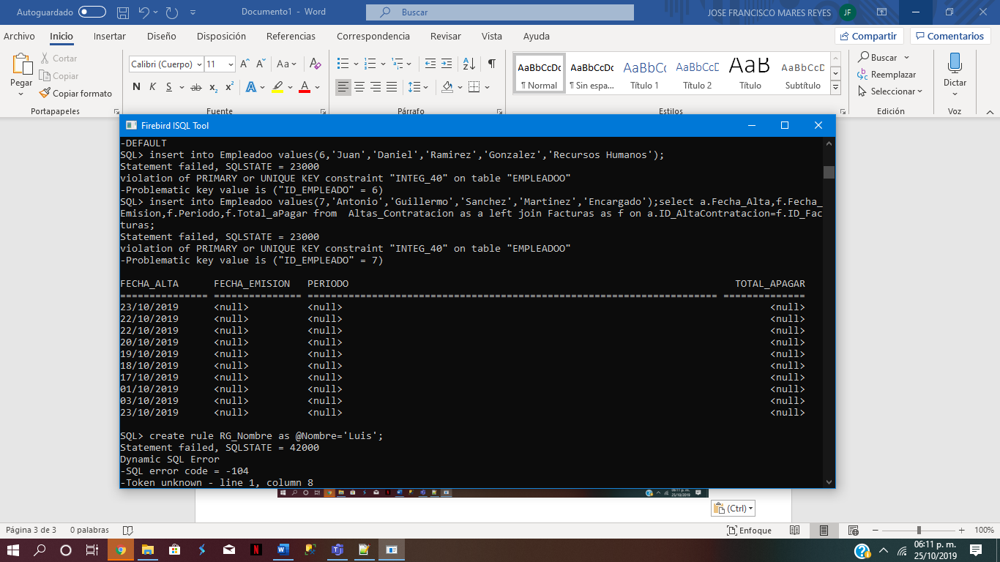 Autoguardado
Documento1 - Word
Buscar
JOSE FRANCISCO MARES REYES
JF
Archivo Inicio Insertar Diseño Disposición Referencias Correspondencia Revisar Vista Ayuda
Compartir
Comentarios
Pegar
Cortar
Copiar
Copiar formato
Portapapeles
Calibri (Cuerpo) 11
N K S ab x₂ x²
Fuente
Párrafo
AaBbCcDc AaBbCcDc AaBbCc AaBbCcD AaB AaBbCcD
¶ Normal ¶ Sin espa... Título 1 Título 2 Título Subtítulo
Estilos
Buscar
Reemplazar
Seleccionar
Edición
Dictar
Voz
Firebird ISQL Tool
-DEFAULT
SQL> insert into Empleadoo values(6,'Juan','Daniel','Ramirez','Gonzalez','Recursos Humanos');
Statement failed, SQLSTATE = 23000
violation of PRIMARY or UNIQUE KEY constraint "INTEG_40" on table "EMPLEADOO"
-Problematic key value is ("ID_EMPLEADO" = 6)
SQL> insert into Empleadoo values(7,'Antonio','Guillermo','Sanchez','Martinez','Encargado');select a.Fecha_Alta,f.Fecha_
Emision,f.Periodo,f.Total_aPagar from  Altas_Contratacion as a left join Facturas as f on a.ID_AltaContratacion=f.ID_Fac
turas;
Statement failed, SQLSTATE = 23000
violation of PRIMARY or UNIQUE KEY constraint "INTEG_40" on table "EMPLEADOO"
-Problematic key value is ("ID_EMPLEADO" = 7)
FECHA_ALTA FECHA_EMISION PERIODO TOTAL_APAGAR
=============== =============== ====================================================================== ==============
23/10/2019 <null> <null> <null>
22/10/2019 <null> <null> <null>
22/10/2019 <null> <null> <null>
20/10/2019 <null> <null> <null>
19/10/2019 <null> <null> <null>
18/10/2019 <null> <null> <null>
17/10/2019 <null> <null> <null>
01/10/2019 <null> <null> <null>
03/10/2019 <null> <null> <null>
23/10/2019 <null> <null> <null>
SQL> create rule RG_Nombre as @Nombre='Luis';
Statement failed, SQLSTATE = 42000
Dynamic SQL Error
-SQL error code = -104
-Token unknown - line 1, column 8
06:11 p. m.
25/10/2019
(Ctrl)
Página 3 de 3 0 palabras
Enfoque
100%
06:11 p. m.
25/10/2019